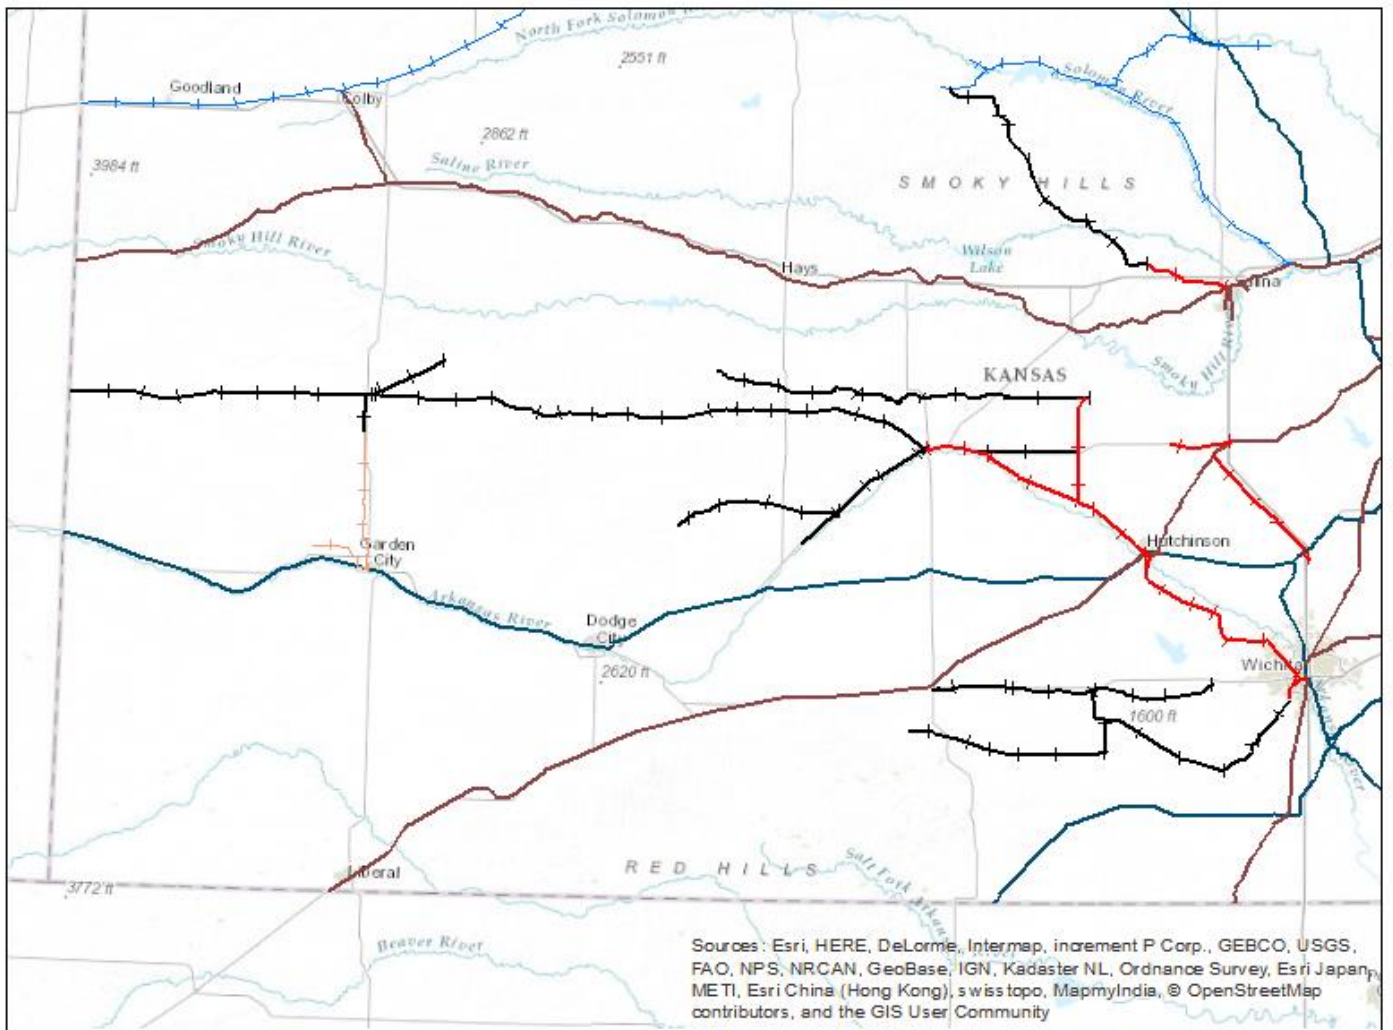 North Fork Solomon
2551 ft
Goodland
Colby
Solomon River
2862 ft
3984 ft
Saline River
SMOKY HILLS
Smoky Hill River
Wilson
Lake
Hays
Smoky Hill
KANSAS
Hutchinson
Garden
City
Arkansas River
Dodge
City
2620 ft
Wichita
1600 ft
RED HILLS
Salt Fork
Liberal
3772 ft
Beaver River
Sources: Esri, HERE, DeLorme, Intermap, increment P Corp., GEBCO, USGS,
FAO, NPS, NRCAN, GeoBase, IGN, Kadaster NL, Ordnance Survey, Esri Japan,
METI, Esri China (Hong Kong), swisstopo, MapmyIndia, © OpenStreetMap
contributors, and the GIS User Community